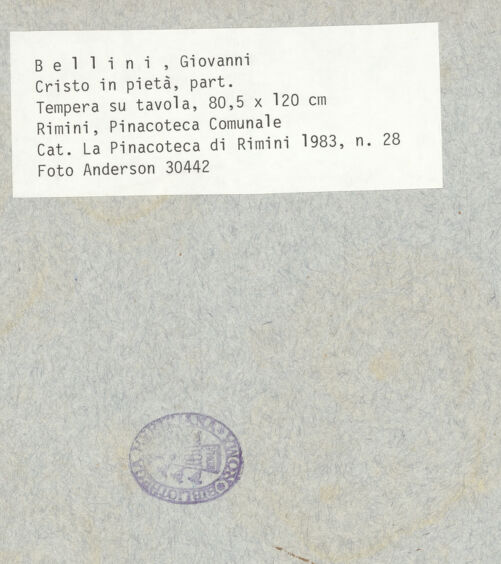 B e l l i n i , Giovanni
Cristo in pietà, part.
Tempera su tavola, 80,5 x 120 cm
Rimini, Pinacoteca Comunale
Cat. La Pinacoteca di Rimini 1983, n. 28
Foto Anderson 30442